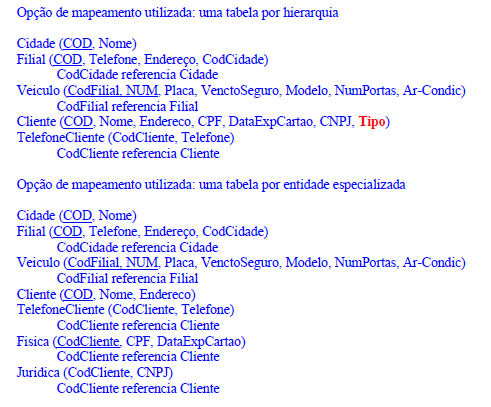 Opção de mapeamento utilizada: uma tabela por hierarquia
Cidade (COD, Nome)
Filial (COD, Telefone, Endereço, CodCidade)
CodCidade referencia Cidade
Veiculo (CodFilial, NUM, Placa, VenctoSeguro, Modelo, NumPortas, Ar-Condic)
CodFilial referencia Filial
Cliente (COD, Nome, Endereco, CPF, DataExpCartao, CNPJ, Tipo)
TelefoneCliente (CodCliente, Telefone)
CodCliente referencia Cliente
Opção de mapeamento utilizada: uma tabela por entidade especializada
Cidade (COD, Nome)
Filial (COD, Telefone, Endereço, CodCidade)
CodCidade referencia Cidade
Veiculo (CodFilial, NUM, Placa, VenctoSeguro, Modelo, NumPortas, Ar-Condic)
CodFilial referencia Filial
Cliente (COD, Nome, Endereco)
TelefoneCliente (CodCliente, Telefone)
CodCliente referencia Cliente
Fisica (CodCliente, CPF, DataExpCartao)
CodCliente referencia Cliente
Juridica (CodCliente, CNPJ)
CodCliente referencia Cliente